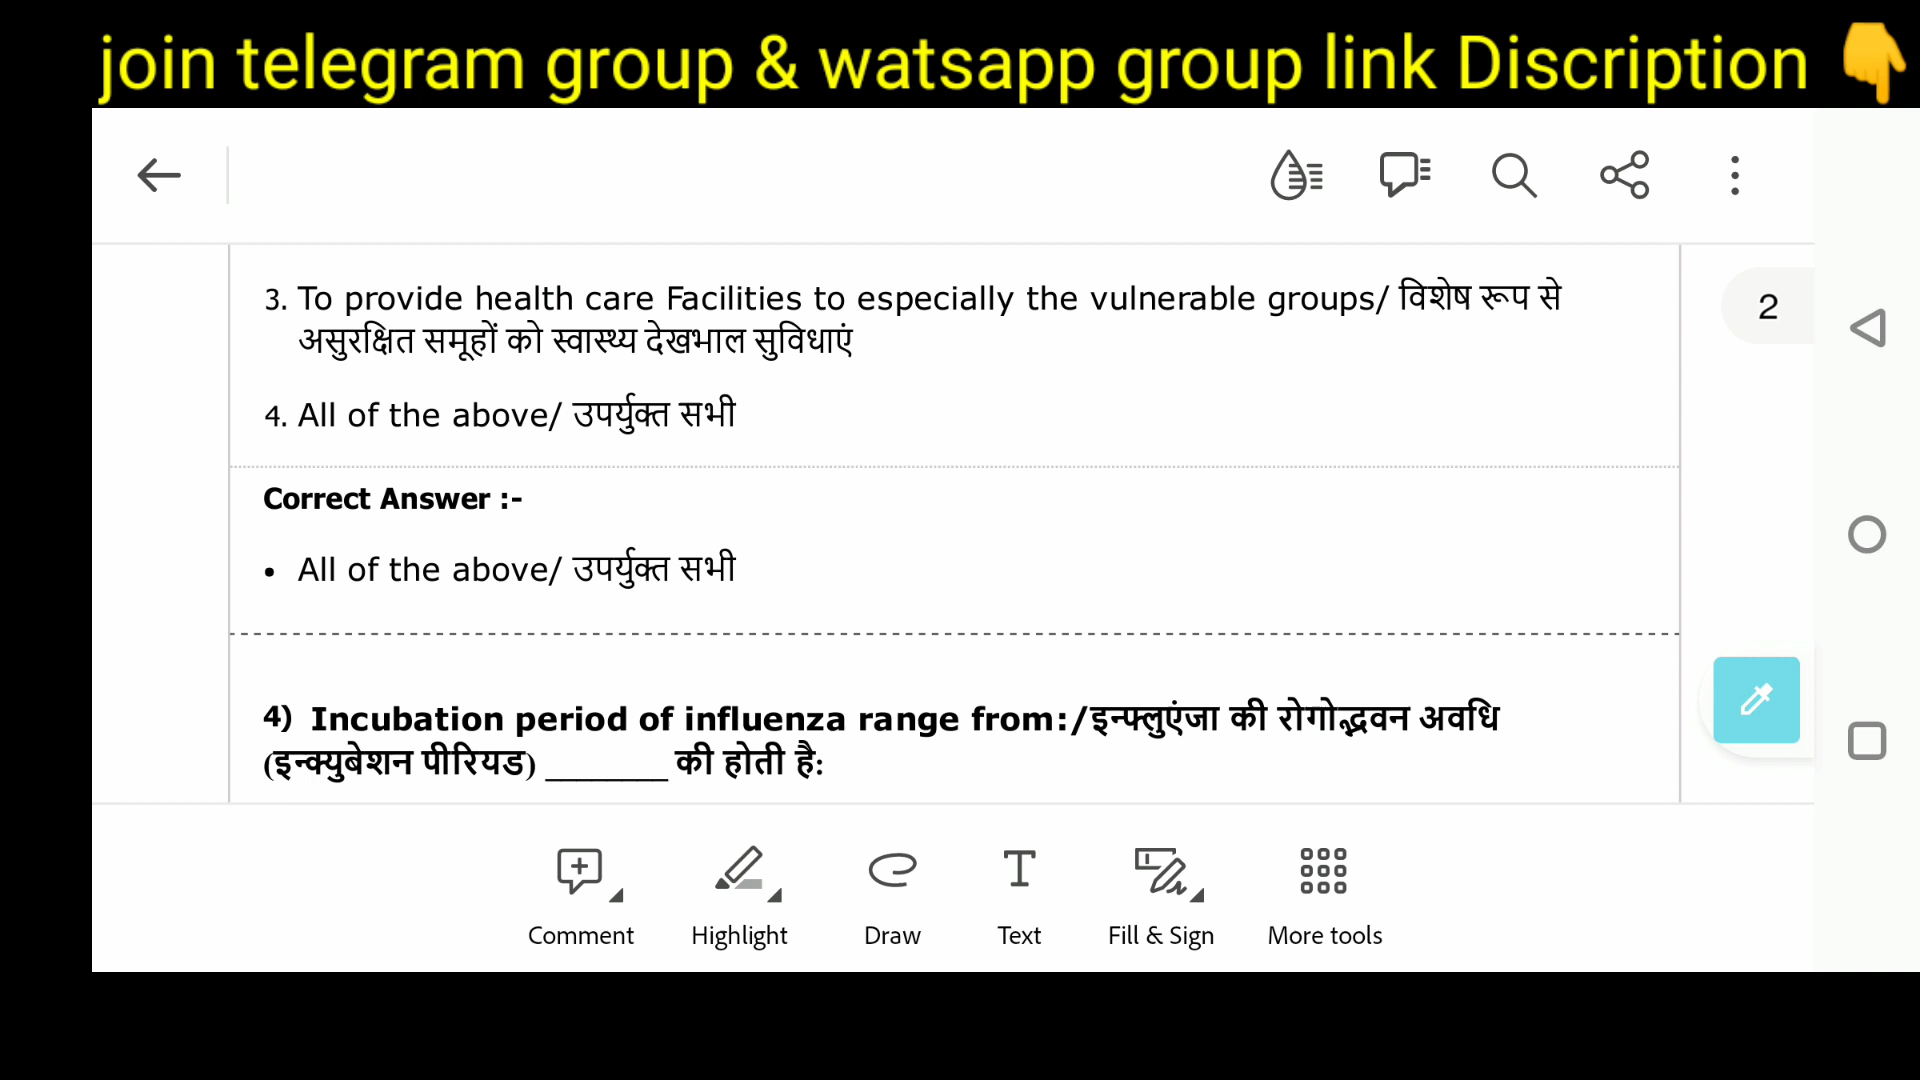 join telegram group & watsapp group link Discription 👇
3. To provide health care Facilities to especially the vulnerable groups/ विशेष रूप से
असुरक्षित समूहों को स्वास्थ्य देखभाल सुविधाएं
2
4. All of the above/ उपर्युक्त सभी
Correct Answer :-
• All of the above/ उपर्युक्त सभी
4) Incubation period of influenza range from:/इन्फ्लुएंजा की रोगोद्भवन अवधि
(इन्क्युबेशन पीरियड) ________ की होती है:
Comment Highlight Draw Text Fill & Sign More tools